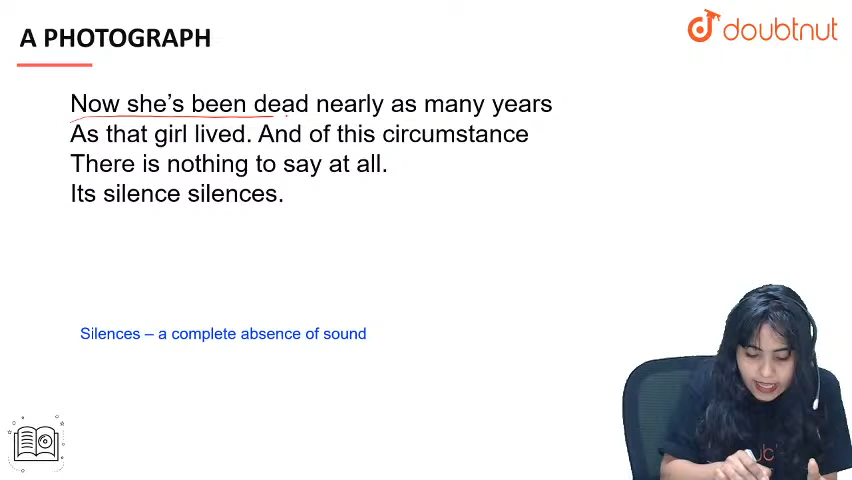 A PHOTOGRAPH
doubtnut
Now she's been dead nearly as many years
As that girl lived. And of this circumstance
There is nothing to say at all.
Its silence silences.
Silences – a complete absence of sound